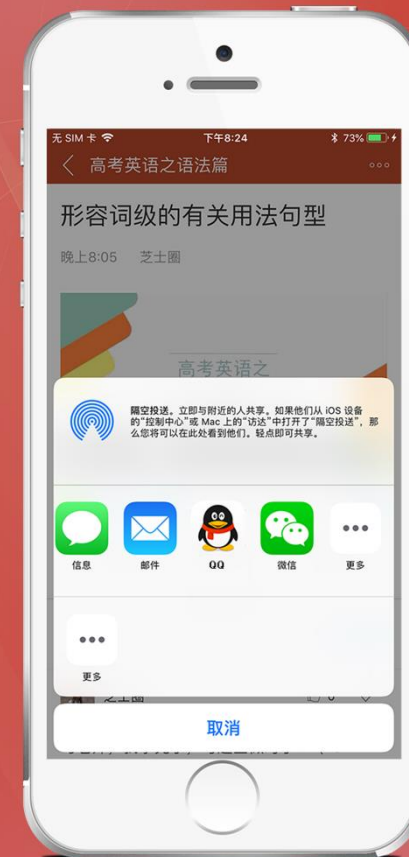 无 SIM 卡 下午8:24 73%
高考英语之语法篇
形容词级的有关用法句型
晚上8:05 芝士圈
高考英语之
隔空投送。立即与附近的人共享。如果他们从 iOS 设备
的“控制中心”或 Mac 上的“访达”中打开了“隔空投送”，那
么您将可以在此处看到他们。轻点即可共享。
信息 邮件 QQ 微信 更多
更多
取消